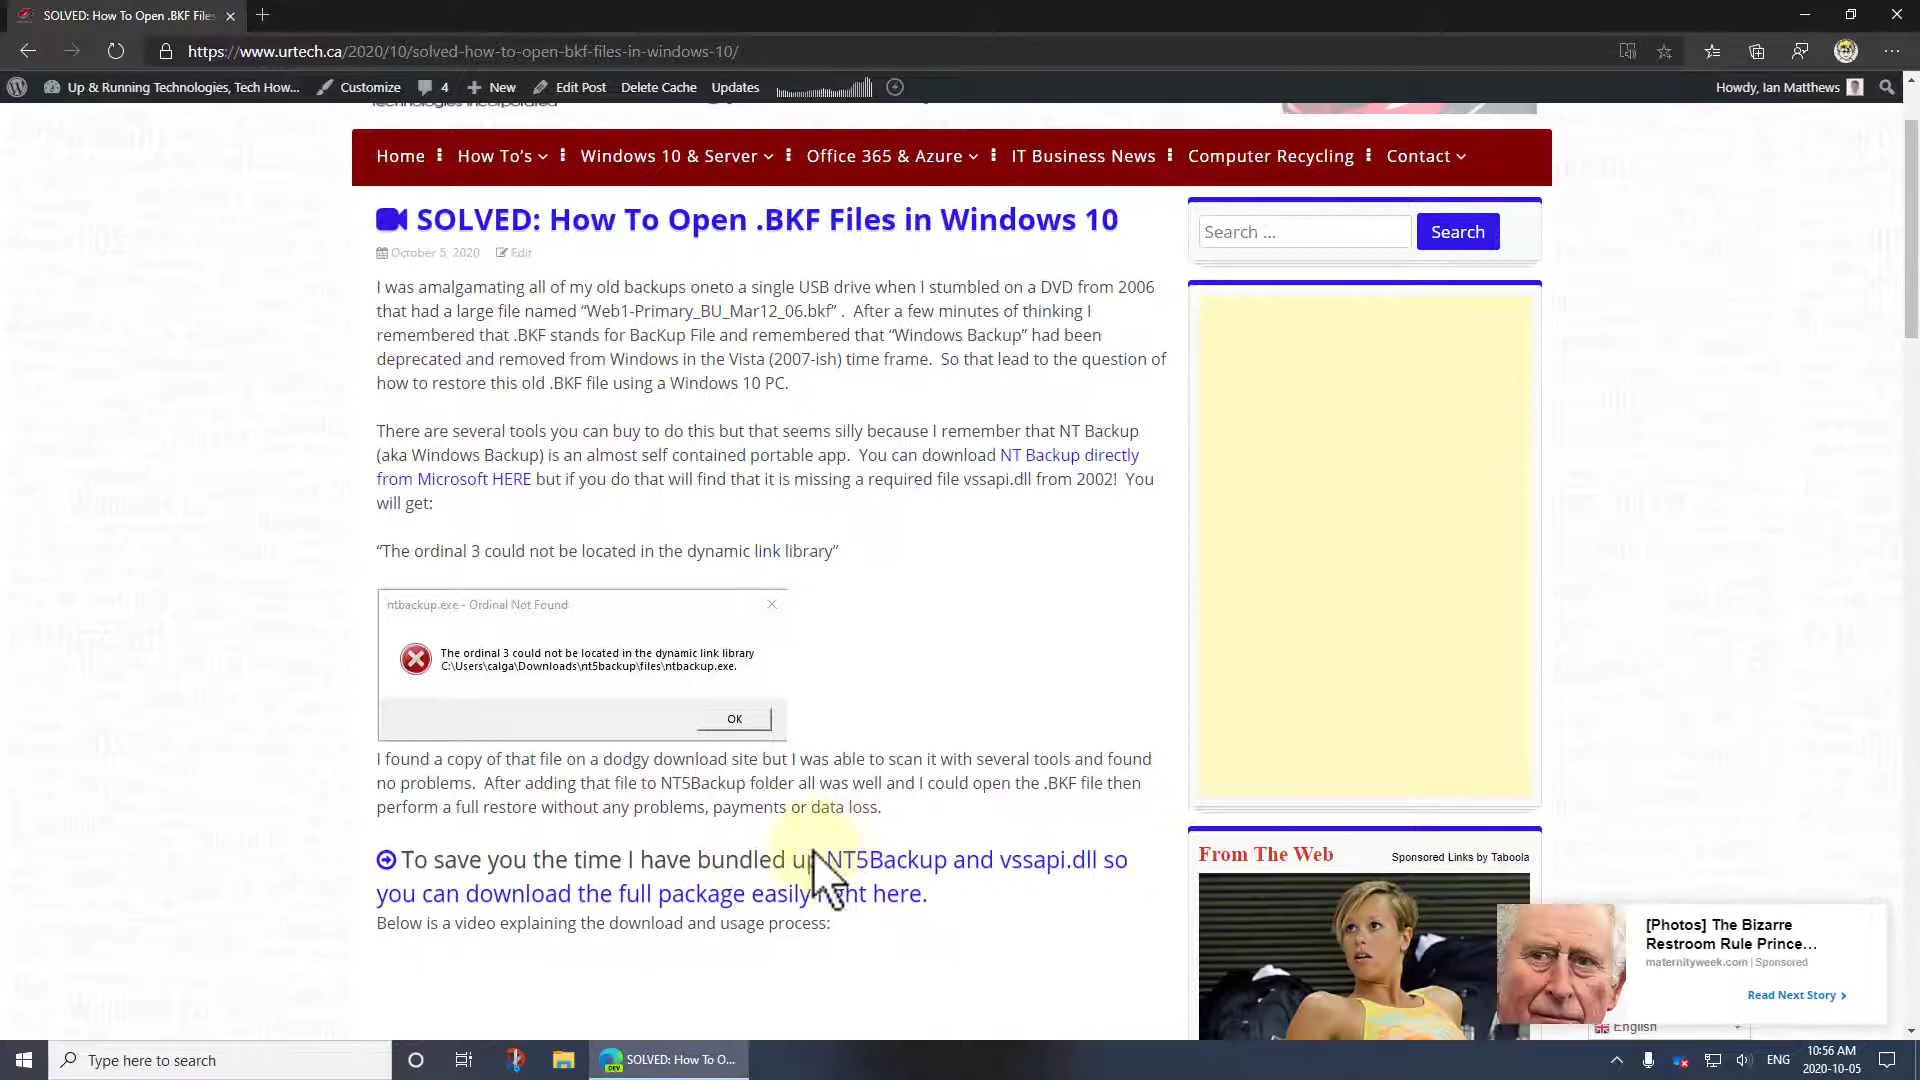 SOLVED: How To Open .BKF Files
https://www.urtech.ca/2020/10/solved-how-to-open-bkf-files-in-windows-10/
Up & Running Technologies, Tech How...
Customize
4
New
Edit Post
Delete Cache
Updates
Howdy, Ian Matthews
Home
How To's
Windows 10 & Server
Office 365 & Azure
IT Business News
Computer Recycling
Contact
SOLVED: How To Open .BKF Files in Windows 10
October 5, 2020
Edit
Search ...
Search
I was amalgamating all of my old backups oneto a single USB drive when I stumbled on a DVD from 2006
that had a large file named “Web1-Primary_BU_Mar12_06.bkf” .  After a few minutes of thinking I
remembered that .BKF stands for BacKup File and remembered that “Windows Backup” had been
deprecated and removed from Windows in the Vista (2007-ish) time frame.  So that lead to the question of
how to restore this old .BKF file using a Windows 10 PC.
There are several tools you can buy to do this but that seems silly because I remember that NT Backup
(aka Windows Backup) is an almost self contained portable app.  You can download NT Backup directly
from Microsoft HERE but if you do that will find that it is missing a required file vssapi.dll from 2002!  You
will get:
“The ordinal 3 could not be located in the dynamic link library”
ntbackup.exe - Ordinal Not Found
The ordinal 3 could not be located in the dynamic link library
C:\Users\calga\Downloads\nt5backup\files\ntbackup.exe.
OK
I found a copy of that file on a dodgy download site but I was able to scan it with several tools and found
no problems.  After adding that file to NT5Backup folder all was well and I could open the .BKF file then
perform a full restore without any problems, payments or data loss.
To save you the time I have bundled up NT5Backup and vssapi.dll so
you can download the full package easily right here.
Below is a video explaining the download and usage process:
From The Web
Sponsored Links by Taboola
[Photos] The Bizarre
Restroom Rule Prince...
maternityweek.com | Sponsored
Read Next Story
English
Type here to search
DEV
SOLVED: How To O...
ENG
10:56 AM
2020-10-05